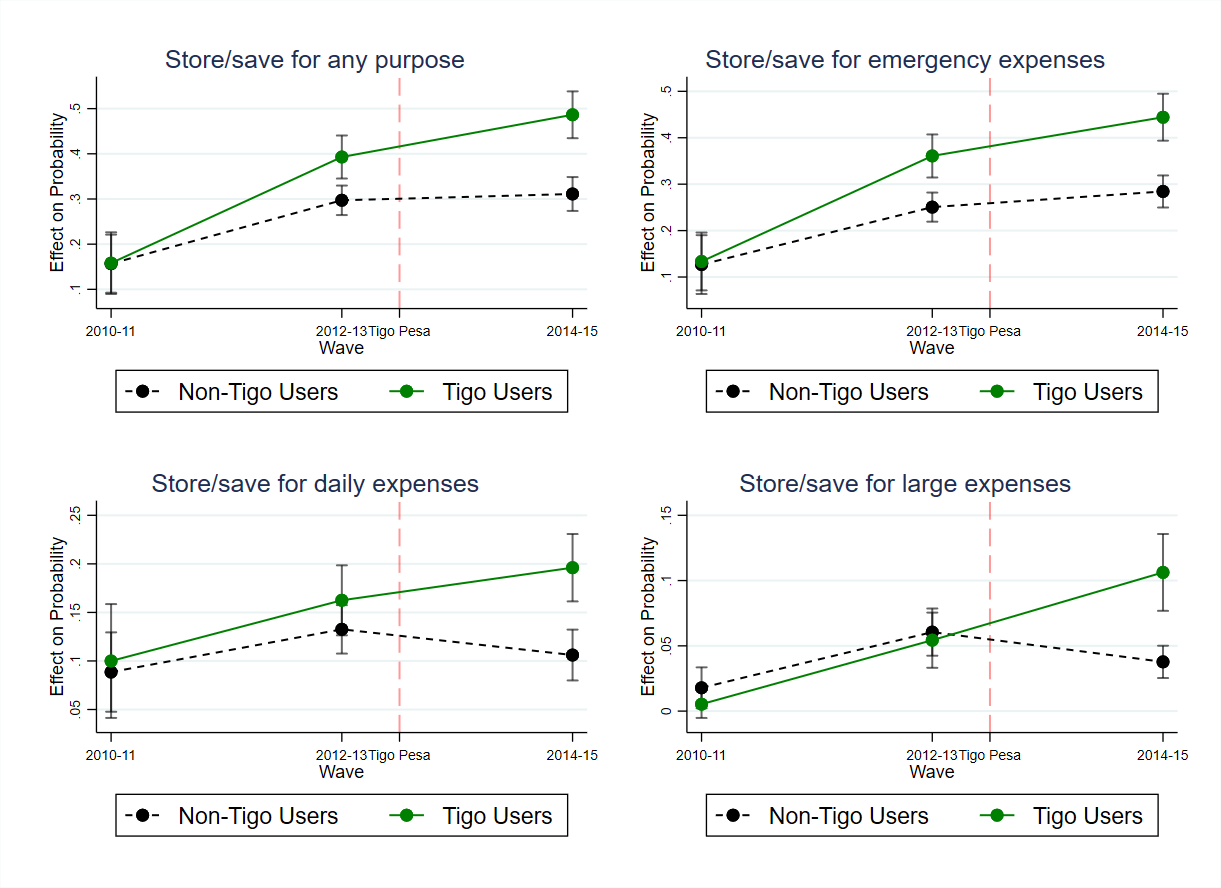 Store/save for any purpose
Effect on Probability
.5
.4
.3
.2
.1
2010-11
2012-13
Tigo Pesa
2014-15
Wave
Non-Tigo Users
Tigo Users
Store/save for emergency expenses
Effect on Probability
.5
.4
.3
.2
.1
2010-11
2012-13
Tigo Pesa
2014-15
Wave
Non-Tigo Users
Tigo Users
Store/save for daily expenses
Effect on Probability
.25
.2
.15
.1
.05
2010-11
2012-13
Tigo Pesa
2014-15
Wave
Non-Tigo Users
Tigo Users
Store/save for large expenses
Effect on Probability
.15
.1
.05
0
2010-11
2012-13
Tigo Pesa
2014-15
Wave
Non-Tigo Users
Tigo Users